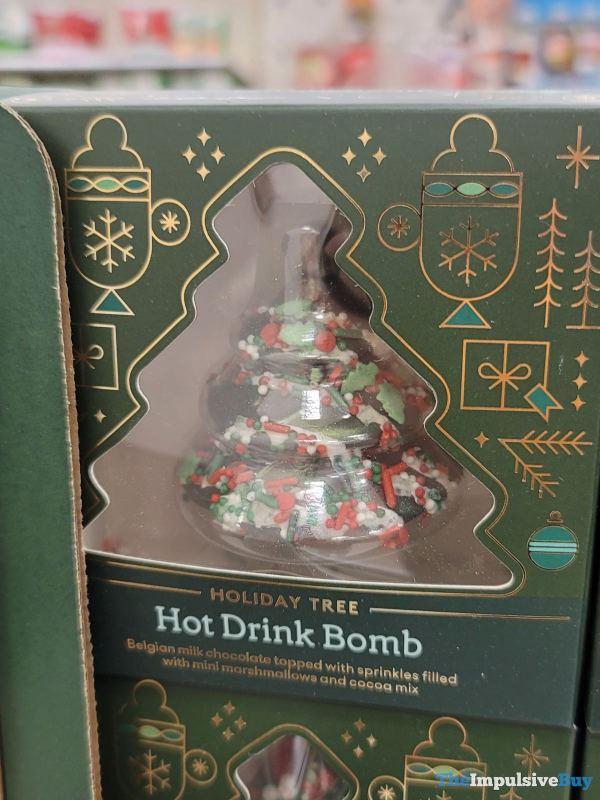 HOLIDAY TREE
Hot Drink Bomb
Belgian milk chocolate topped with sprinkles filled
with mini marshmallows and cocoa mix
TheImpulsiveBuy